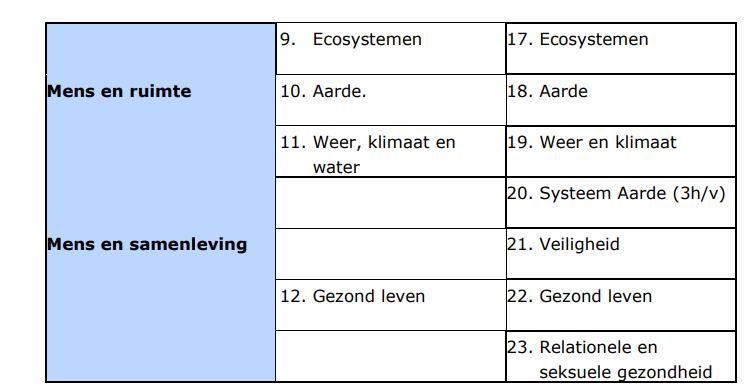 9. Ecosystemen
17. Ecosystemen
Mens en ruimte
10. Aarde.
18. Aarde
11. Weer, klimaat en
water
19. Weer en klimaat
20. Systeem Aarde (3h/v)
Mens en samenleving
21. Veiligheid
12. Gezond leven
22. Gezond leven
23. Relationele en
seksuele gezondheid